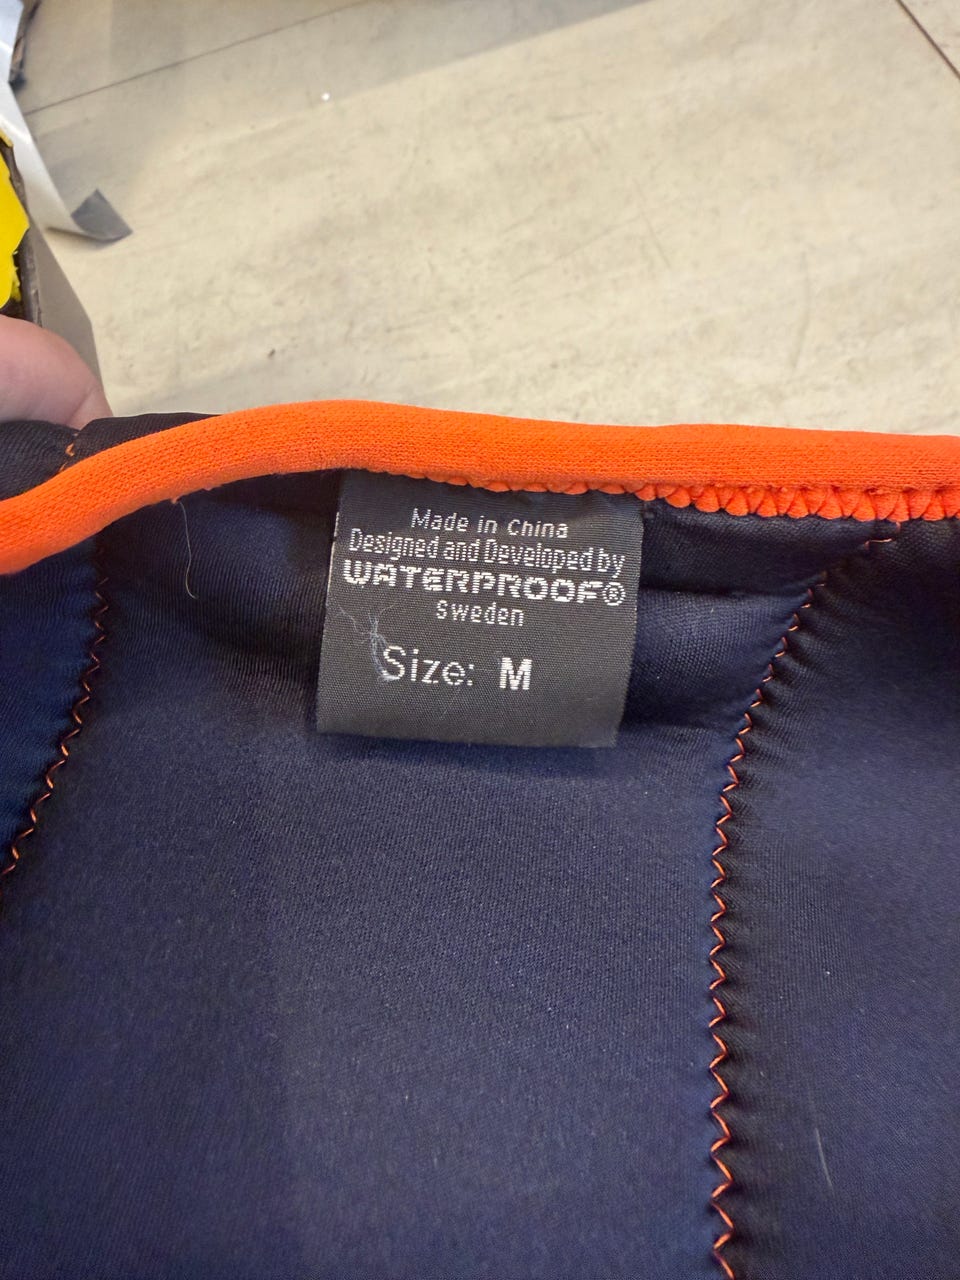 Made in China
Designed and Developed by
WATERPROOF®
Sweden
Size: M